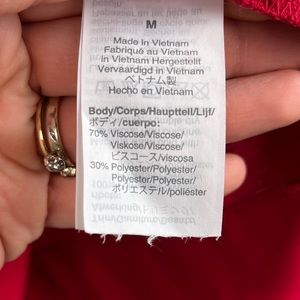 M
Made in Vietnam
Fabriqué au Vietnam
in Vietnam Hergestellt
Vervaardigd in Vietnam
ベトナム製
Hecho en Vietnam
Body/Corps/Haupttell/Lijf/
ボディ/cuerpo:
70% Viscose/Viscose/
Viskose/Viscose/
ビスコース/viscosa
30% Polyester/Polyester/
Polyester/Polyester/
ポリエステル/poliéster